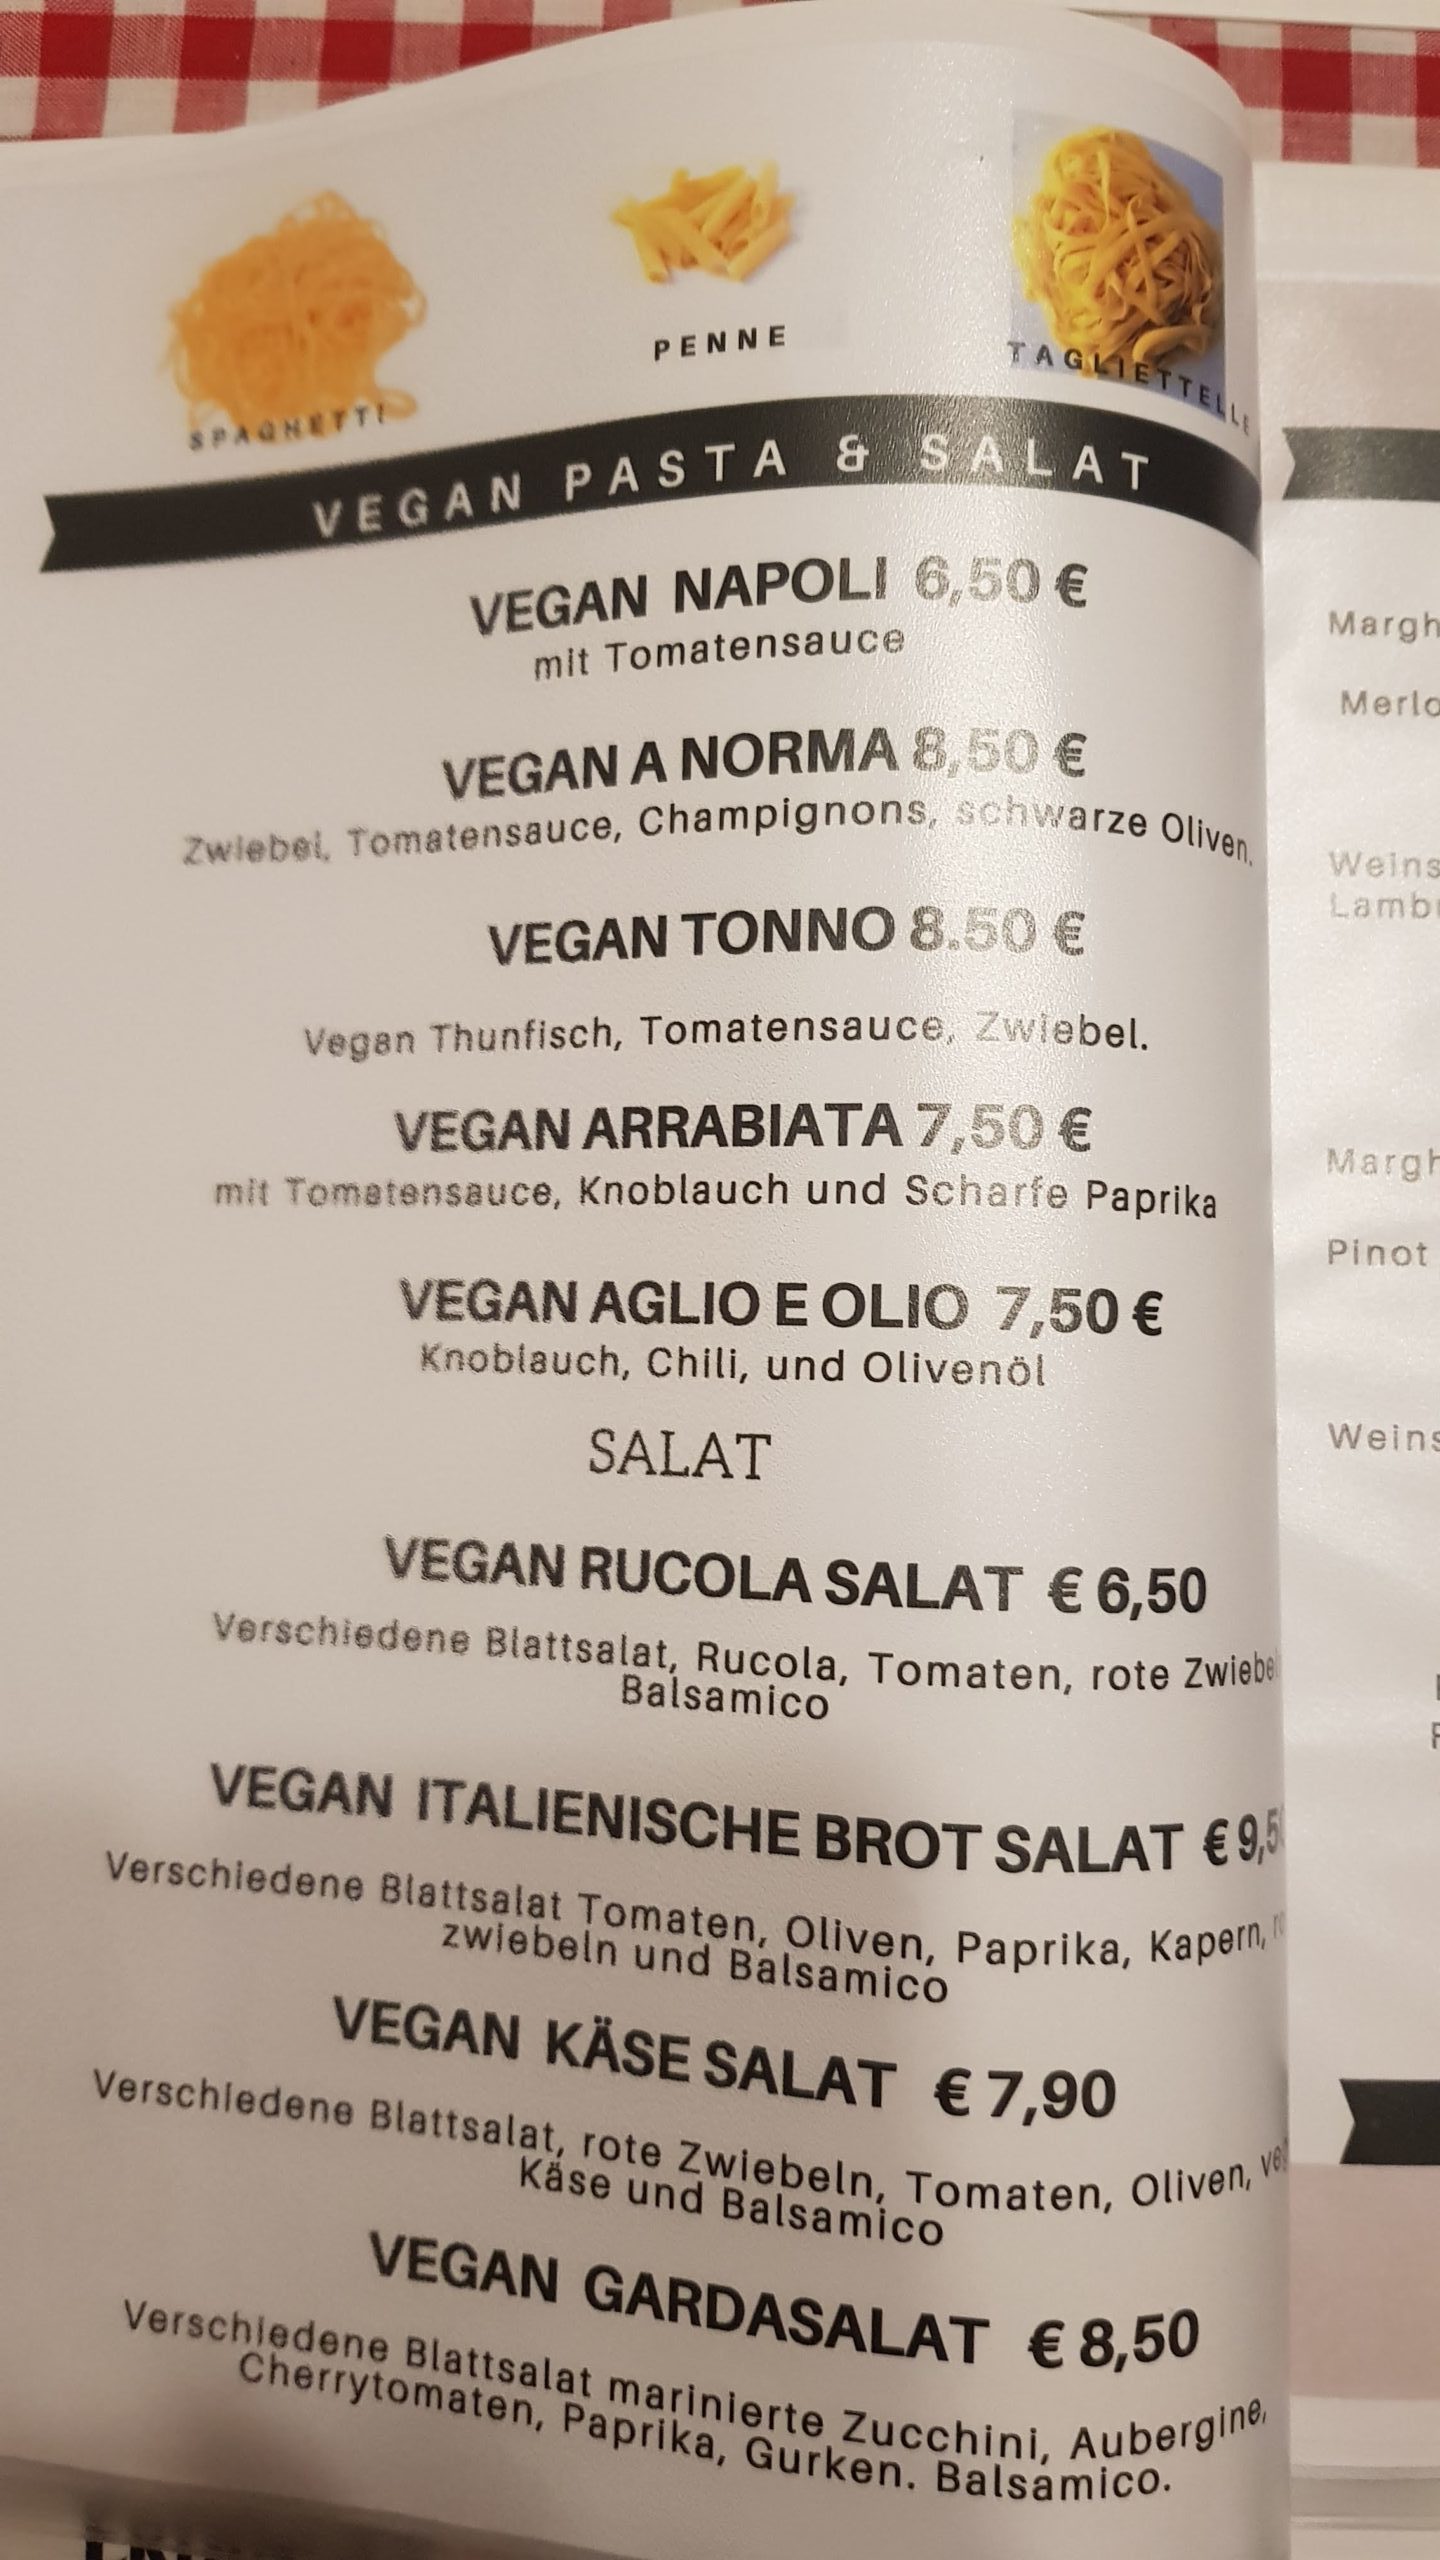 SPAGHETTI
PENNE
TAGLIETTELLE
VEGAN PASTA & SALAT
VEGAN NAPOLI 6,50 €
mit Tomatensauce
VEGAN A NORMA 8,50 €
Zwiebel, Tomatensauce, Champignons, schwarze Oliven.
VEGAN TONNO 8.50 €
Vegan Thunfisch, Tomatensauce, Zwiebel.
VEGAN ARRABIATA 7,50 €
mit Tomatensauce, Knoblauch und Scharfe Paprika
VEGAN AGLIO E OLIO 7,50 €
Knoblauch, Chili, und Olivenöl
SALAT
VEGAN RUCOLA SALAT € 6,50
Verschiedene Blattsalat, Rucola, Tomaten, rote Zwiebel
Balsamico
VEGAN ITALIENISCHE BROT SALAT € 9,5
Verschiedene Blattsalat Tomaten, Oliven, Paprika, Kapern,
zwiebeln und Balsamico
VEGAN KÄSE SALAT € 7,90
Verschiedene Blattsalat, rote Zwiebeln, Tomaten, Oliven,
Käse und Balsamico
VEGAN GARDASALAT € 8,50
Verschiedene Blattsalat marinierte Zucchini, Aubergine,
Cherrytomaten, Paprika, Gurken. Balsamico.
Margh
Merlo
Weins
Lamb
Margh
Pinot
Weins